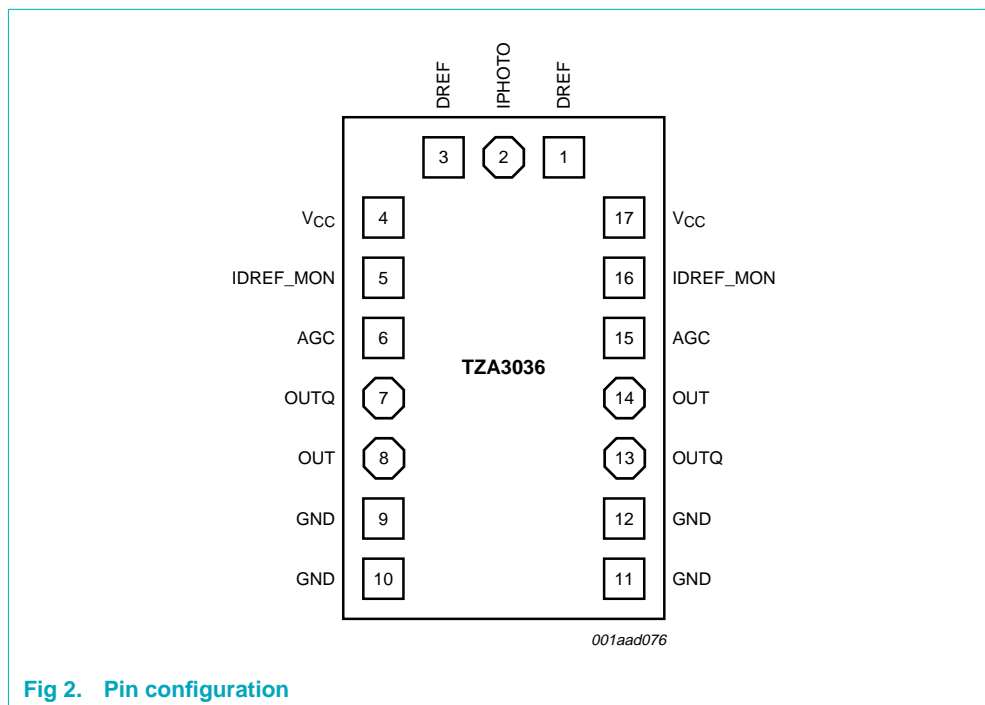 DREF IPHOTO DREF
3 2 1
VCC 4 17 VCC
IDREF_MON 5 16 IDREF_MON
AGC 6 15 AGC
TZA3036
OUTQ 7 14 OUT
OUT 8 13 OUTQ
GND 9 12 GND
GND 10 11 GND
001aad076
Fig 2. Pin configuration